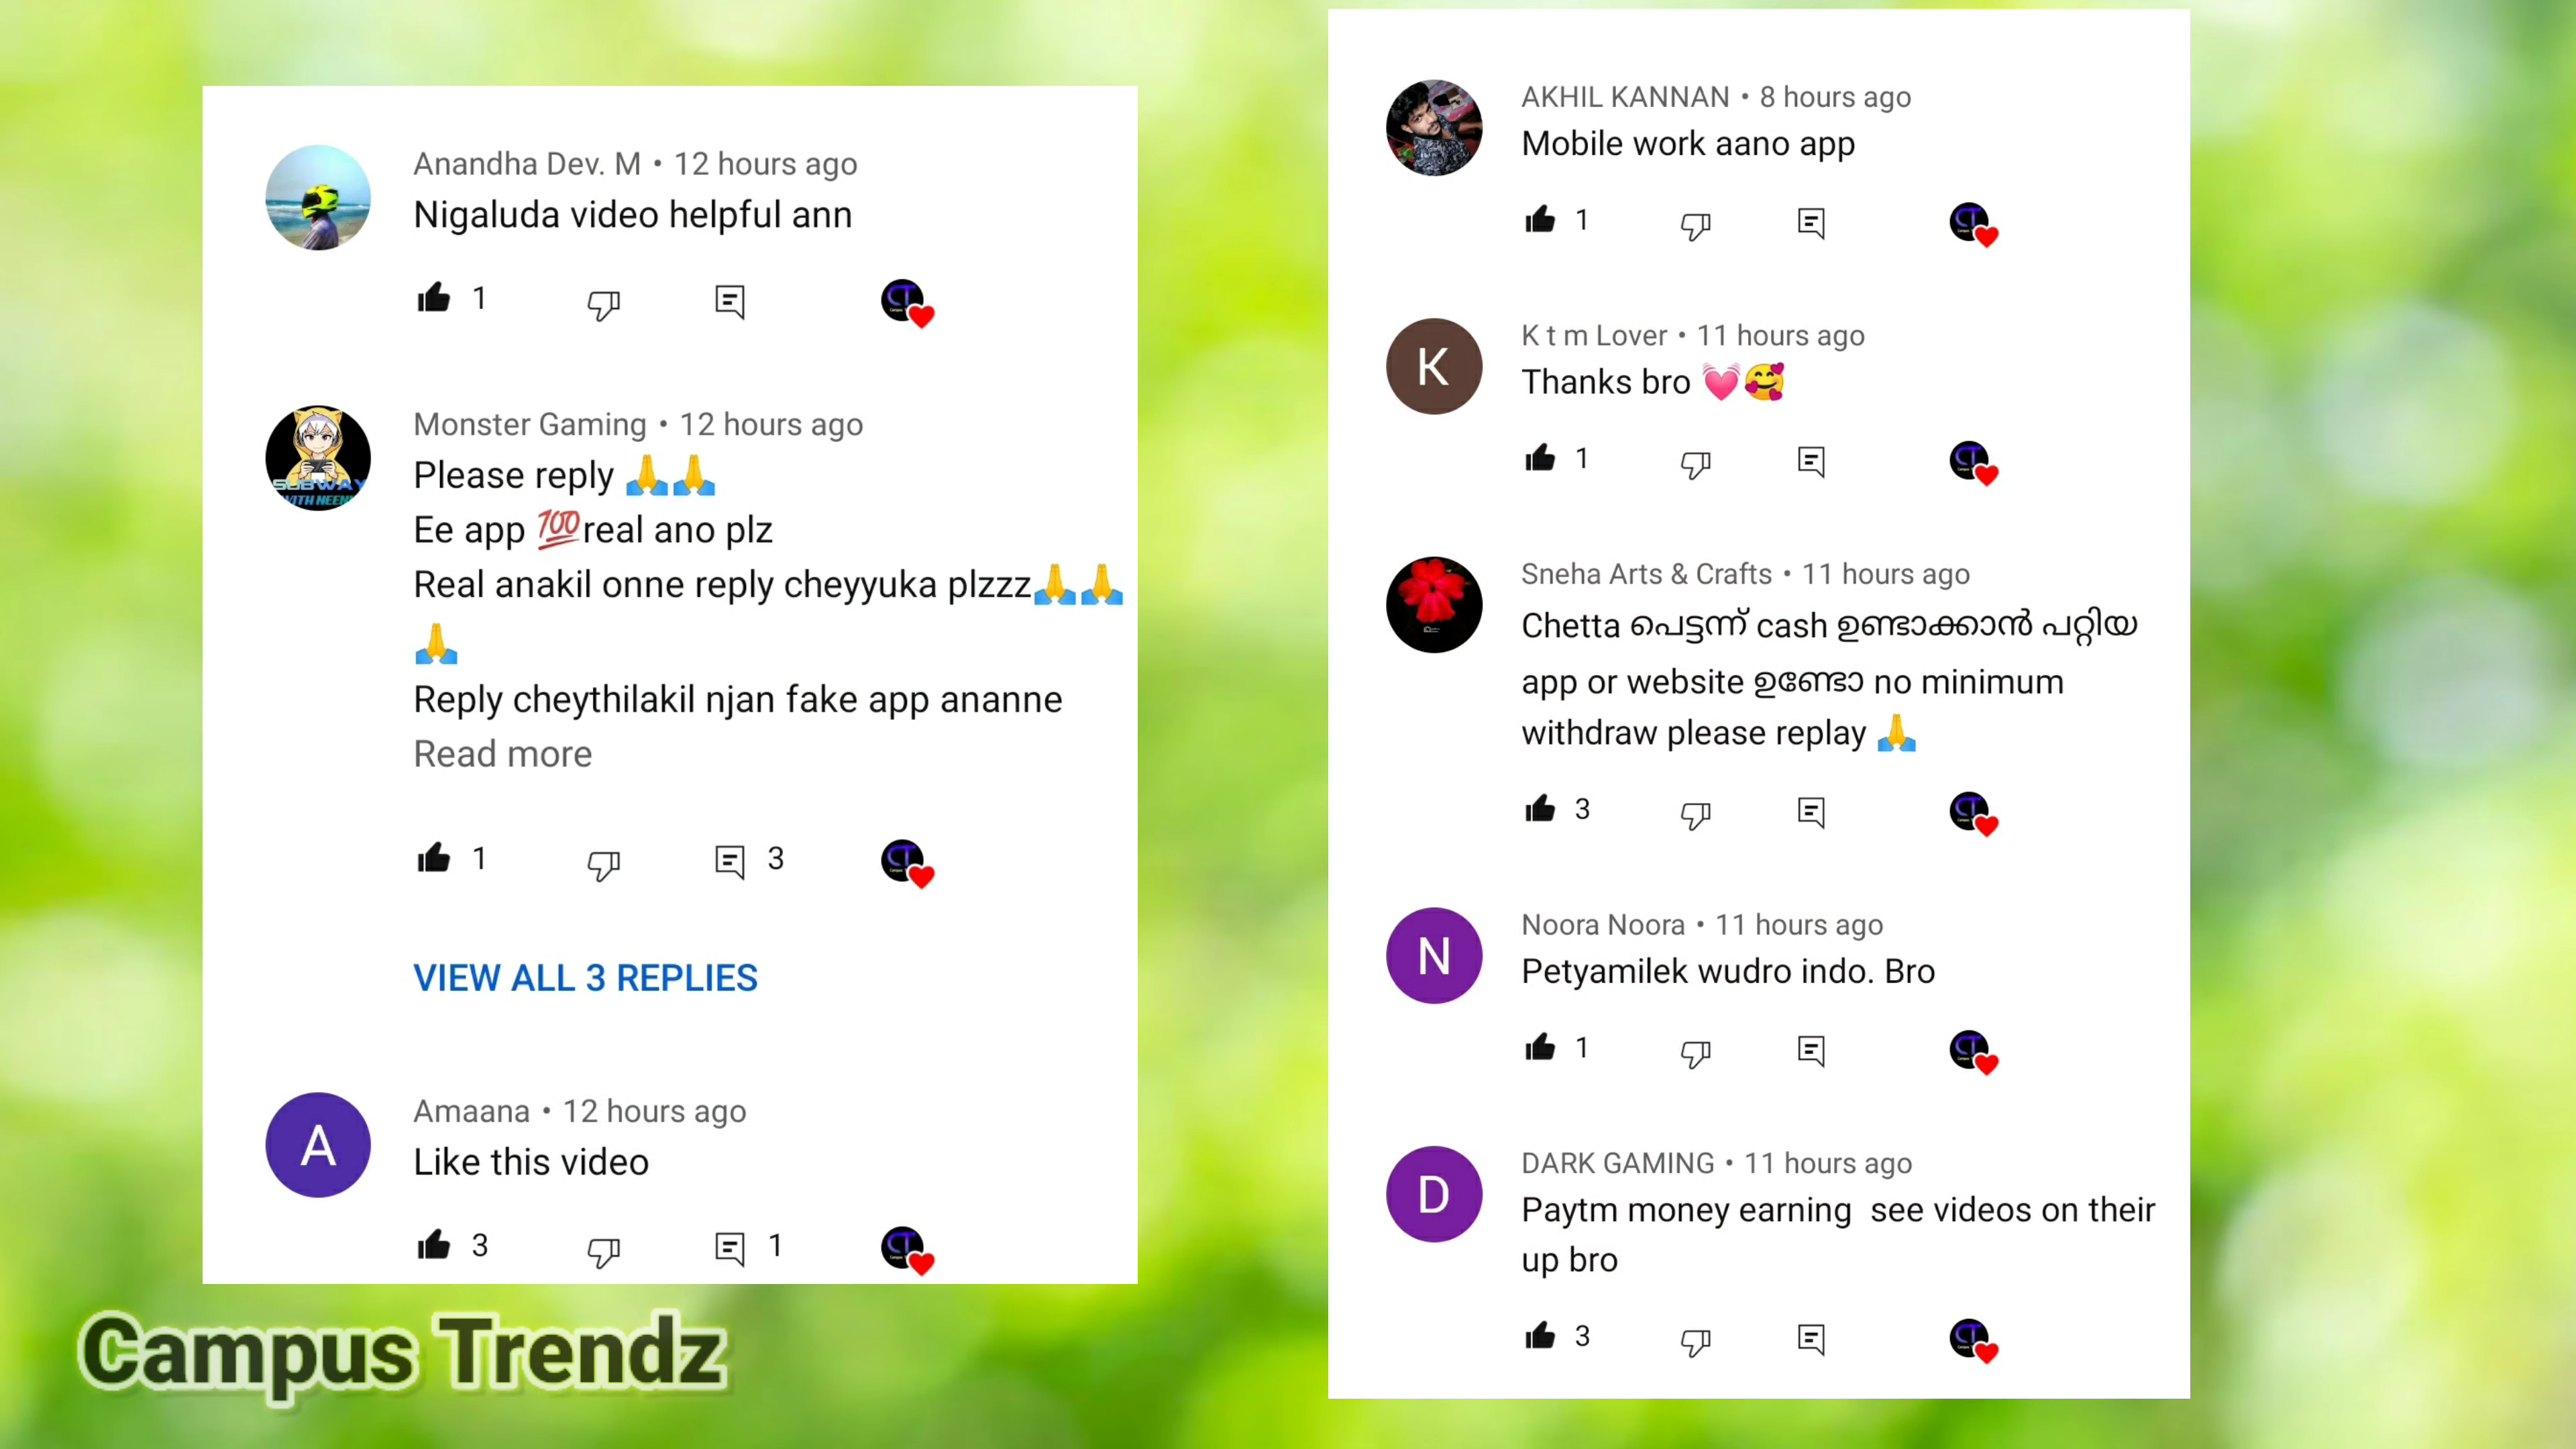 Anandha Dev. M • 12 hours ago
Nigaluda video helpful ann
1
Monster Gaming • 12 hours ago
Please reply 🙏🙏
Ee app 💯real ano plz
Real anakil onne reply cheyyuka plzzz🙏🙏
🙏
Reply cheythilakil njan fake app ananne
Read more
1 3
VIEW ALL 3 REPLIES
A
Amaana • 12 hours ago
Like this video
3 1
Campus Trendz
AKHIL KANNAN • 8 hours ago
Mobile work aano app
1
K
K t m Lover • 11 hours ago
Thanks bro 💓🥰
1
Sneha Arts & Crafts • 11 hours ago
Chetta പെട്ടന്ന് cash ഉണ്ടാക്കാൻ പറ്റിയ
app or website ഉണ്ടോ no minimum
withdraw please replay 🙏
3
N
Noora Noora • 11 hours ago
Petyamilek wudro indo. Bro
1
D
DARK GAMING • 11 hours ago
Paytm money earning  see videos on their
up bro
3